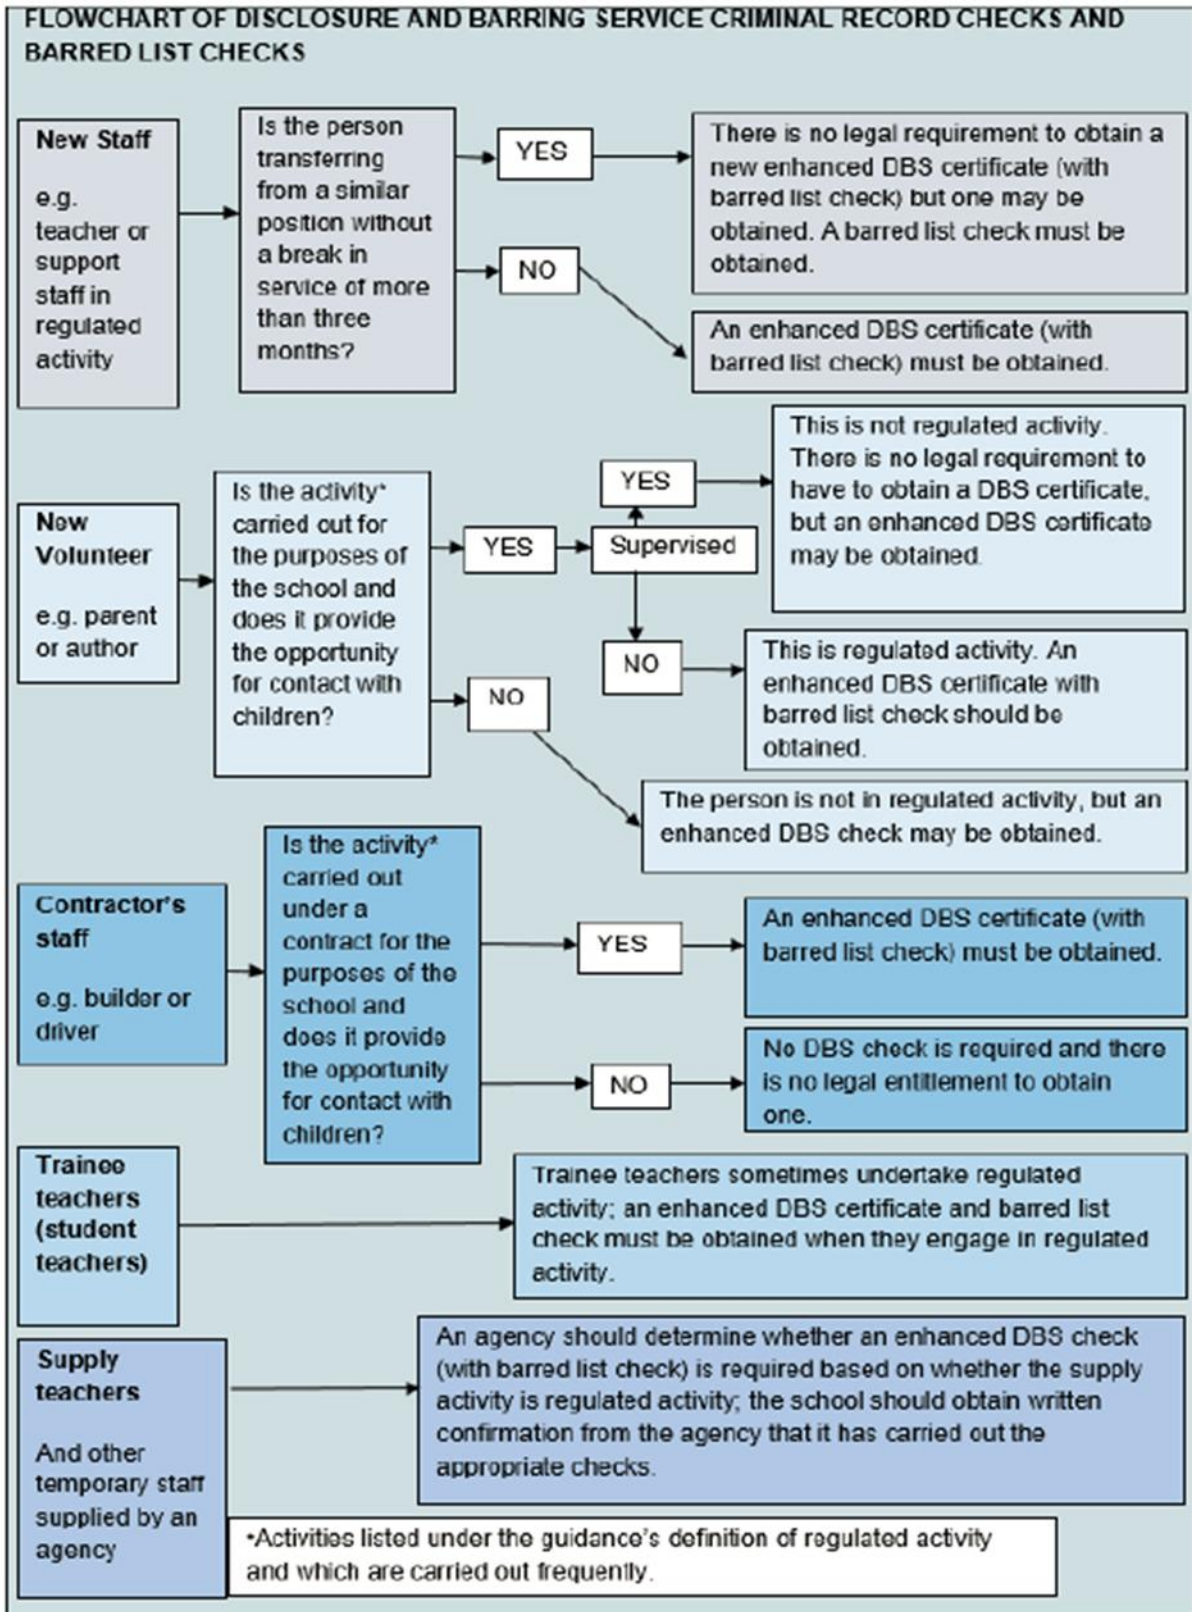 FLOWCHART OF DISCLOSURE AND BARRING SERVICE CRIMINAL RECORD CHECKS AND
BARRED LIST CHECKS
New Staff
e.g.
teacher or
support
staff in
regulated
activity
Is the person
transferring
from a similar
position without
a break in
service of more
than three
months?
YES
There is no legal requirement to obtain a
new enhanced DBS certificate (with
barred list check) but one may be
obtained. A barred list check must be
obtained.
NO
An enhanced DBS certificate (with
barred list check) must be obtained.
New
Volunteer
e.g. parent
or author
Is the activity*
carried out for
the purposes of
the school and
does it provide
the opportunity
for contact with
children?
YES
Supervised
YES
This is not regulated activity.
There is no legal requirement to
have to obtain a DBS certificate,
but an enhanced DBS certificate
may be obtained.
NO
This is regulated activity. An
enhanced DBS certificate with
barred list check should be
obtained.
NO
The person is not in regulated activity, but an
enhanced DBS check may be obtained.
Contractor's
staff
e.g. builder or
driver
Is the activity*
carried out
under a
contract for the
purposes of the
school and
does it provide
the opportunity
for contact with
children?
YES
An enhanced DBS certificate (with
barred list check) must be obtained.
NO
No DBS check is required and there
is no legal entitlement to obtain
one.
Trainee
teachers
(student
teachers)
Trainee teachers sometimes undertake regulated
activity; an enhanced DBS certificate and barred list
check must be obtained when they engage in regulated
activity.
Supply
teachers
And other
temporary staff
supplied by an
agency
An agency should determine whether an enhanced DBS check
(with barred list check) is required based on whether the supply
activity is regulated activity; the school should obtain written
confirmation from the agency that it has carried out the
appropriate checks.
*Activities listed under the guidance's definition of regulated activity
and which are carried out frequently.